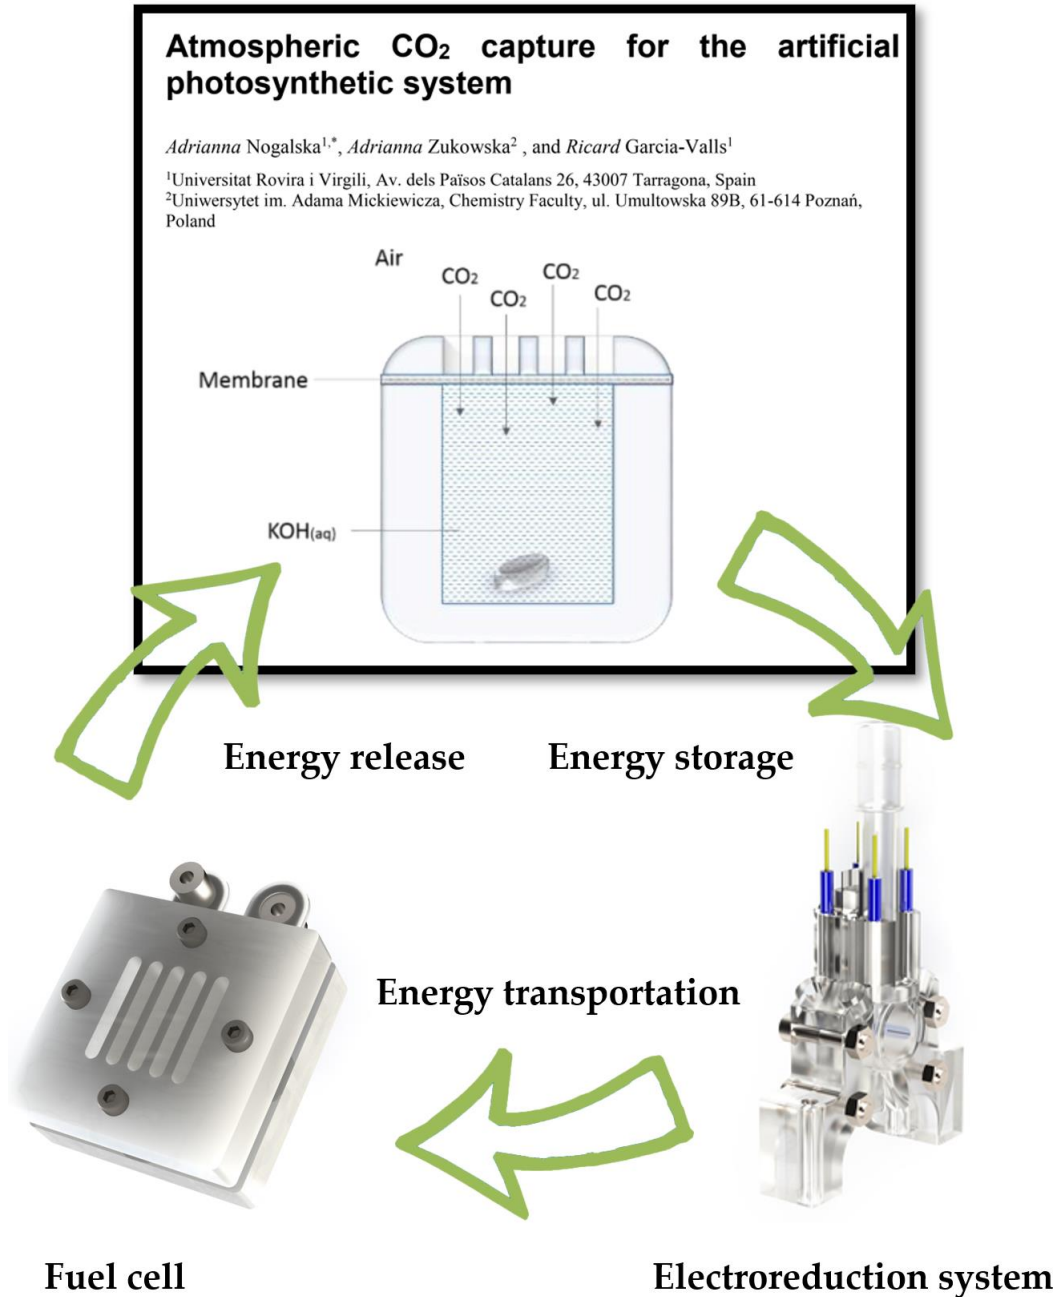 Atmospheric CO₂ capture for the artificial
photosynthetic system
Adrianna Nogalska¹,*, Adrianna Zukowska² , and Ricard Garcia-Valls¹
¹Universitat Rovira i Virgili, Av. dels Països Catalans 26, 43007 Tarragona, Spain
²Uniwersytet im. Adama Mickiewicza, Chemistry Faculty, ul. Umultowska 89B, 61-614 Poznań,
Poland
Air
CO₂
CO₂
CO₂
CO₂
Membrane
KOH(aq)
Energy release
Energy storage
Energy transportation
Fuel cell
Electroreduction system